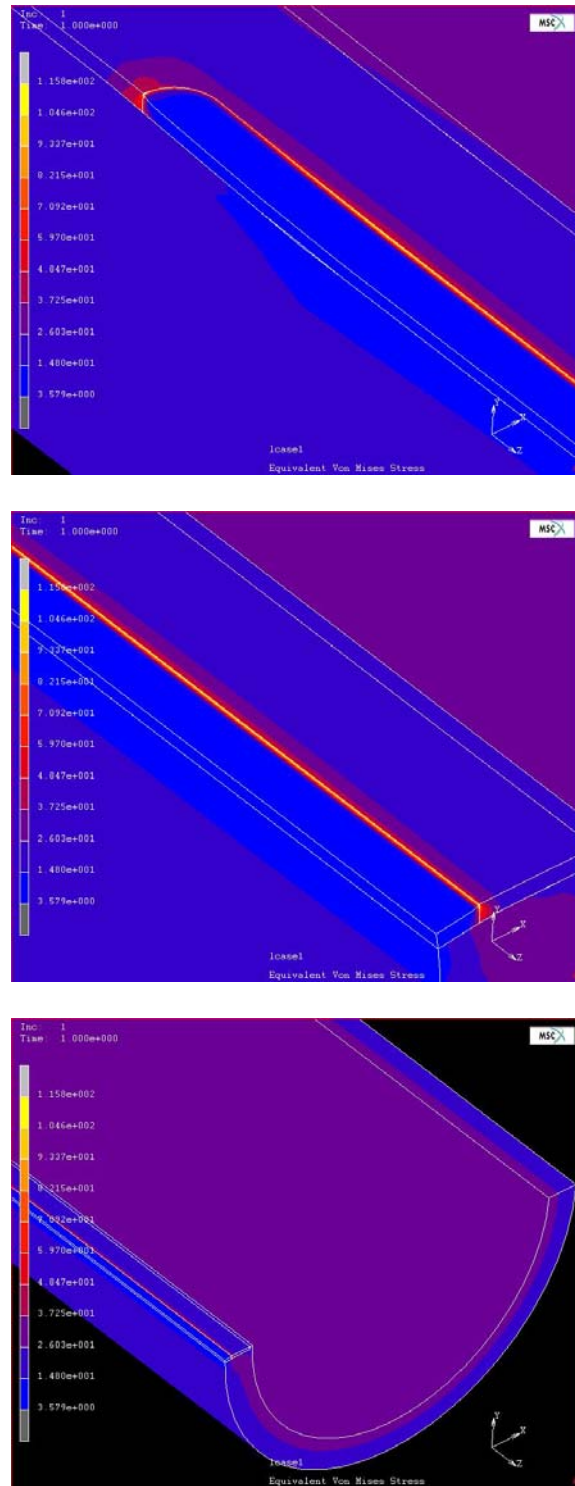 Inc: 1
Time: 1.000e+000
MSC
1.158e+002
1.046e+002
9.337e+001
8.215e+001
7.092e+001
5.970e+001
4.847e+001
3.725e+001
2.603e+001
1.480e+001
3.579e+000
Y
X
Z
lcase1
Equivalent Von Mises Stress
Inc: 1
Time: 1.000e+000
MSC
1.158e+002
1.046e+002
9.337e+001
8.215e+001
7.092e+001
5.970e+001
4.847e+001
3.725e+001
2.603e+001
1.480e+001
3.579e+000
Y
X
Z
lcase1
Equivalent Von Mises Stress
Inc: 1
Time: 1.000e+000
MSC
1.158e+002
1.046e+002
9.337e+001
8.215e+001
7.092e+001
5.970e+001
4.847e+001
3.725e+001
2.603e+001
1.480e+001
3.579e+000
Y
X
Z
lcase1
Equivalent Von Mises Stress